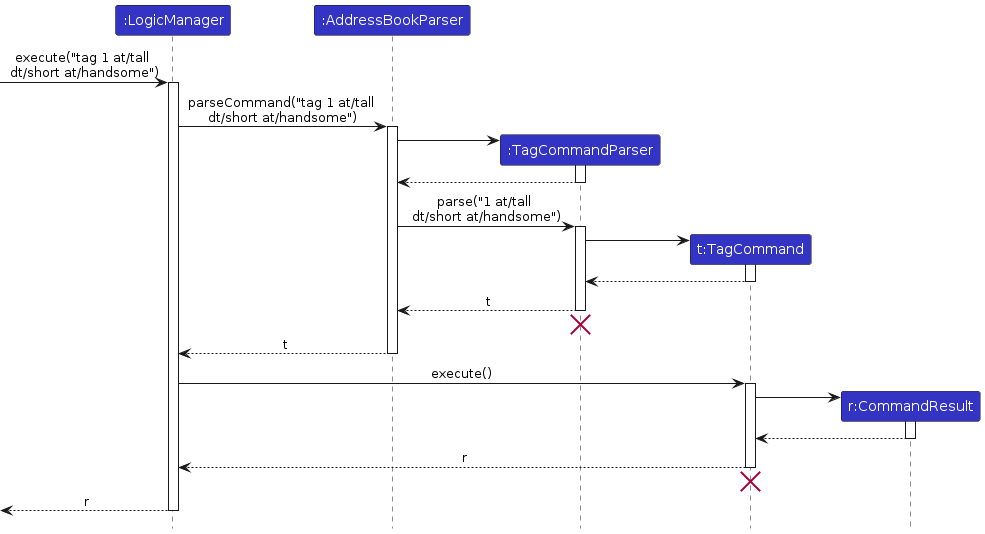 :LogicManager
:AddressBookParser
execute("tag 1 at/tall
dt/short at/handsome")
parseCommand("tag 1 at/tall
dt/short at/handsome")
:TagCommandParser
parse("1 at/tall
dt/short at/handsome")
t:TagCommand
t
t
execute()
r:CommandResult
r
r